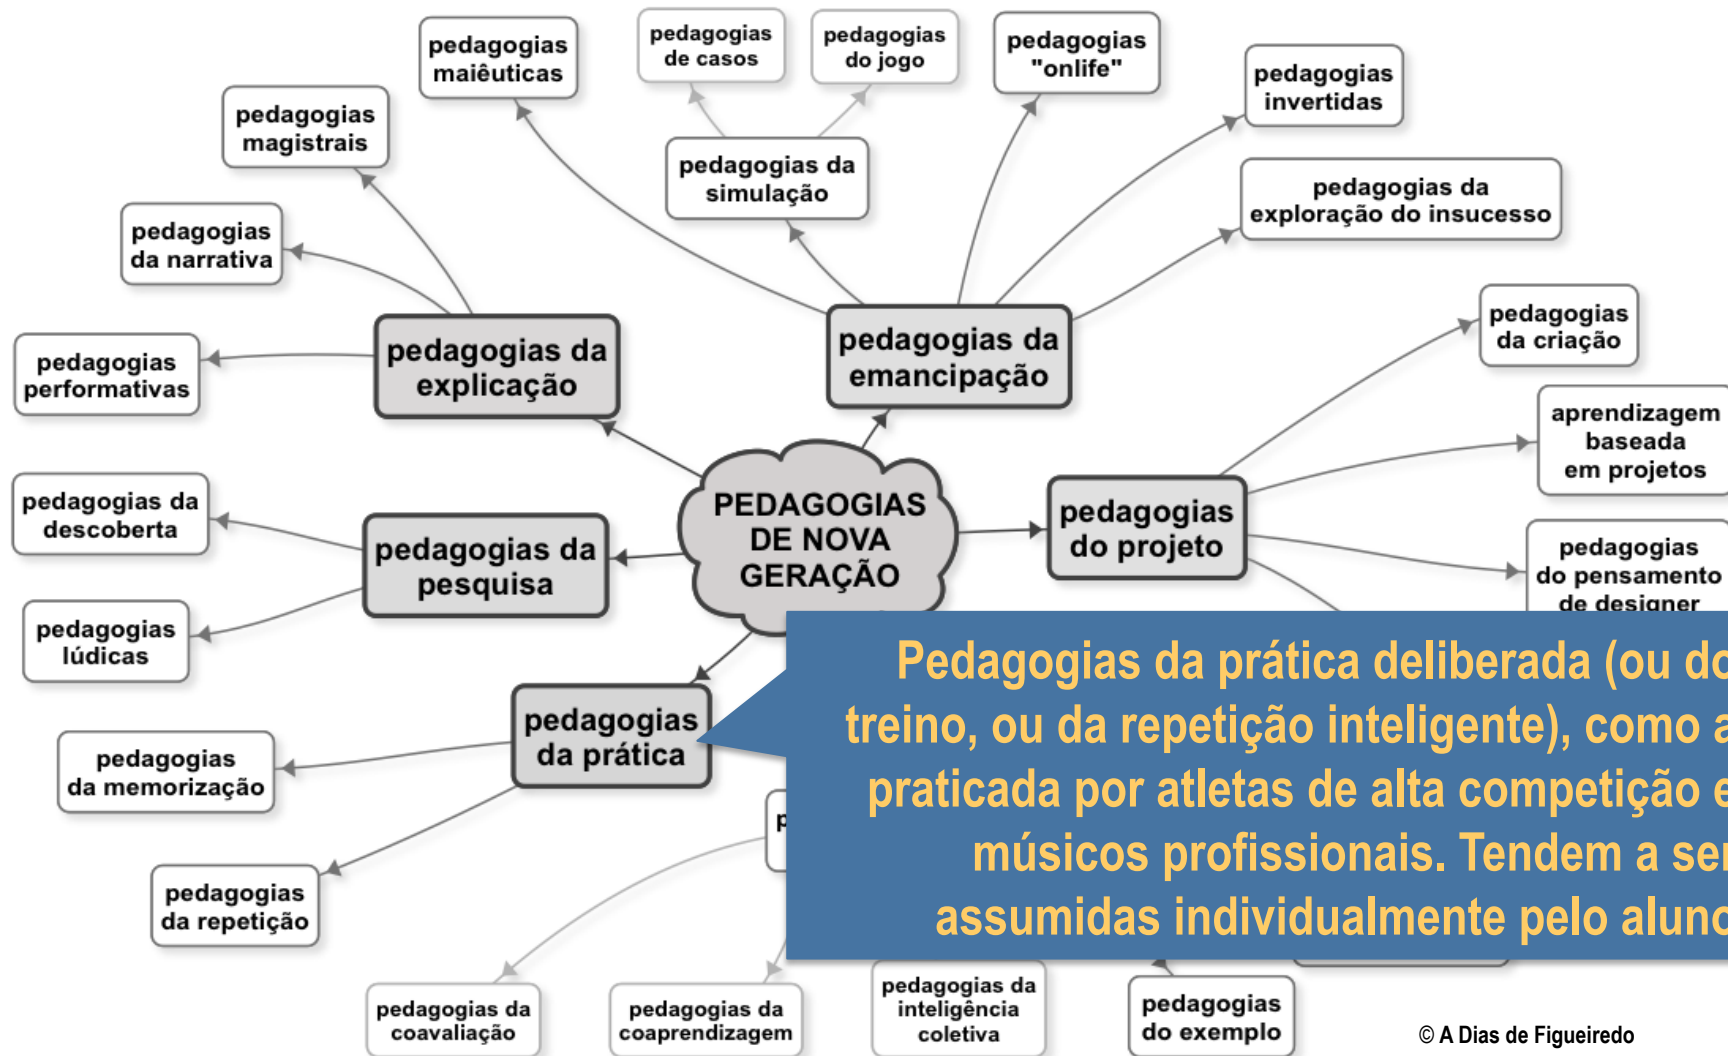 pedagogias
maiêuticas
pedagogias
de casos
pedagogias
do jogo
pedagogias
"onlife"
pedagogias
invertidas
pedagogias
magistrais
pedagogias da
simulação
pedagogias da
exploração do insucesso
pedagogias
da narrativa
pedagogias da
explicação
pedagogias da
emancipação
pedagogias
da criação
pedagogias
performativas
aprendizagem
baseada
em projetos
pedagogias da
descoberta
pedagogias da
pesquisa
PEDAGOGIAS
DE NOVA
GERAÇÃO
pedagogias
do projeto
pedagogias
do pensamento
de designer
pedagogias
lúdicas
pedagogias
da prática
Pedagogias da prática deliberada (ou do
treino, ou da repetição inteligente), como a
praticada por atletas de alta competição e
músicos profissionais. Tendem a ser
assumidas individualmente pelo aluno
pedagogias
da memorização
pedagogias
da repetição
pedagogias da
coavaliação
pedagogias da
coaprendizagem
pedagogias da
inteligência
coletiva
pedagogias
do exemplo
© A Dias de Figueiredo